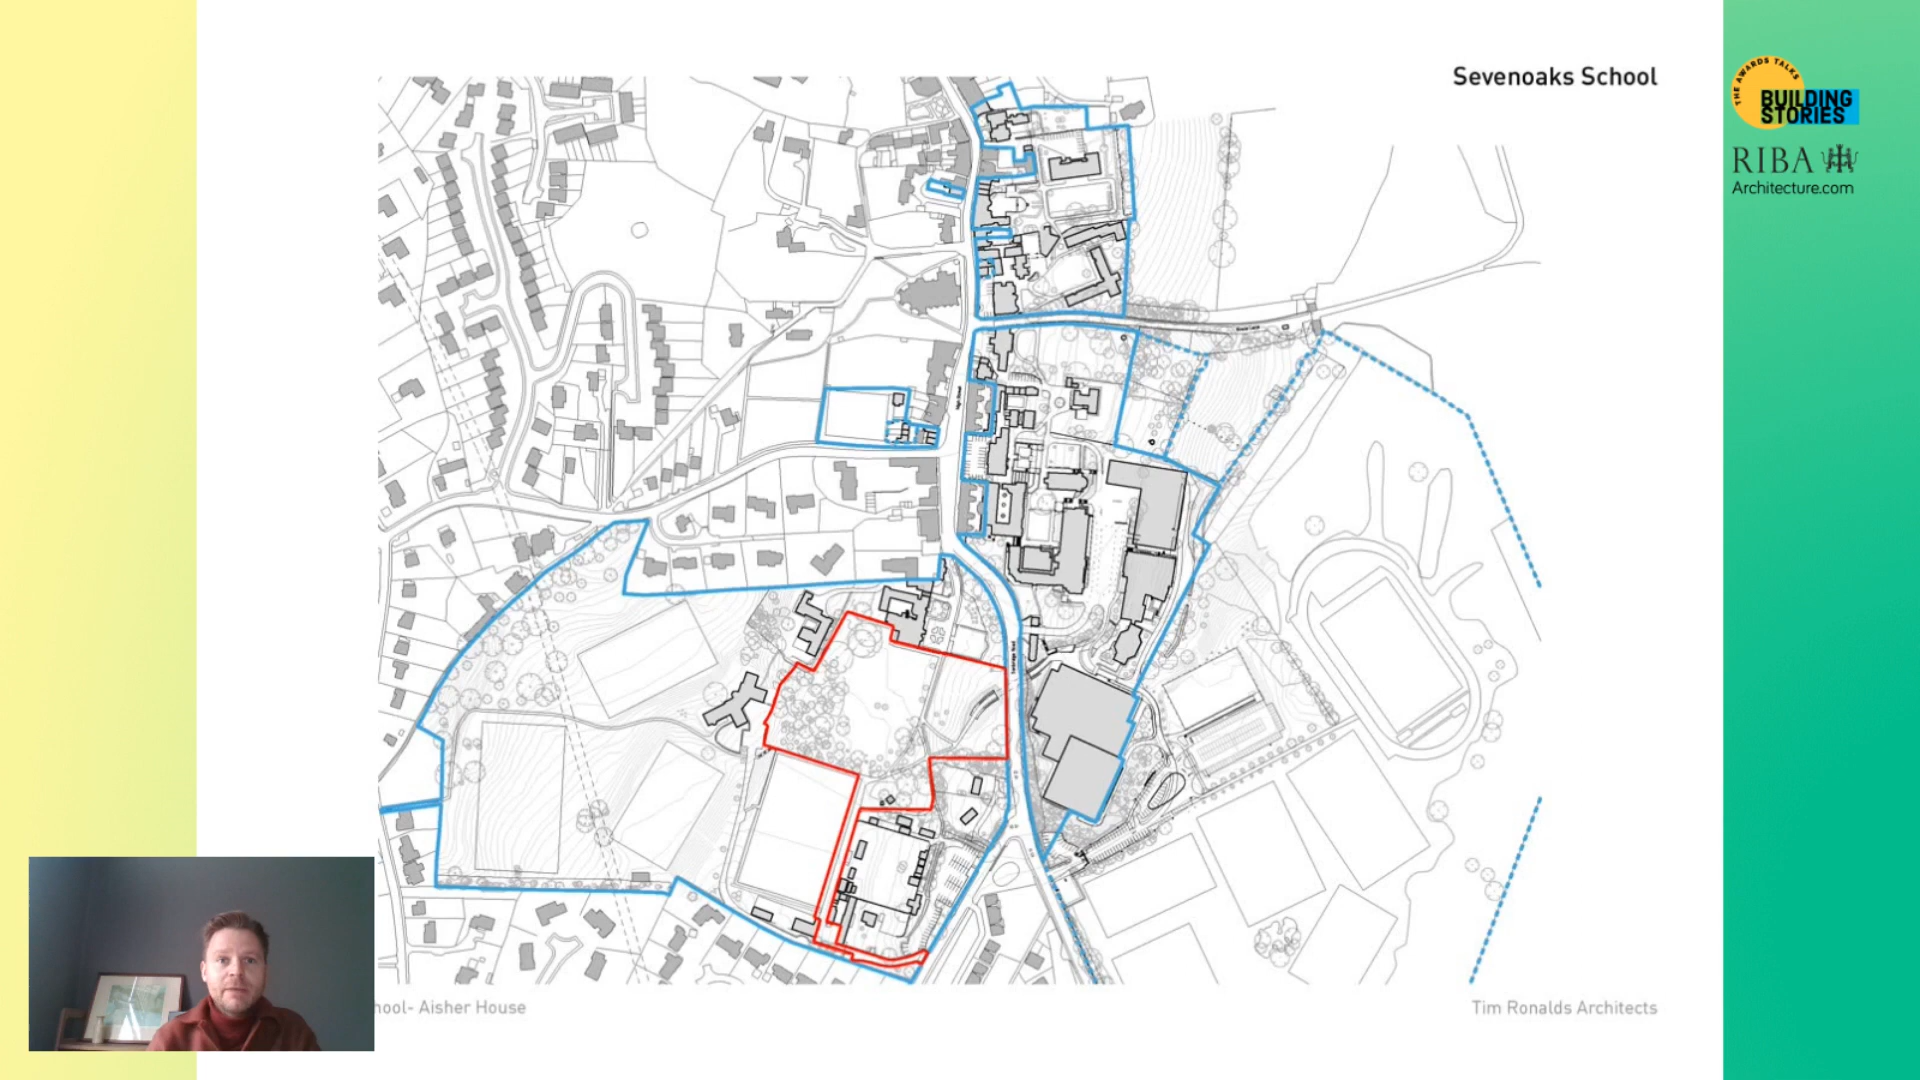 Sevenoaks School
THE AWARDS TALKS
BUILDING
STORIES
RIBA
Architecture.com
hool- Aisher House
Tim Ronalds Architects